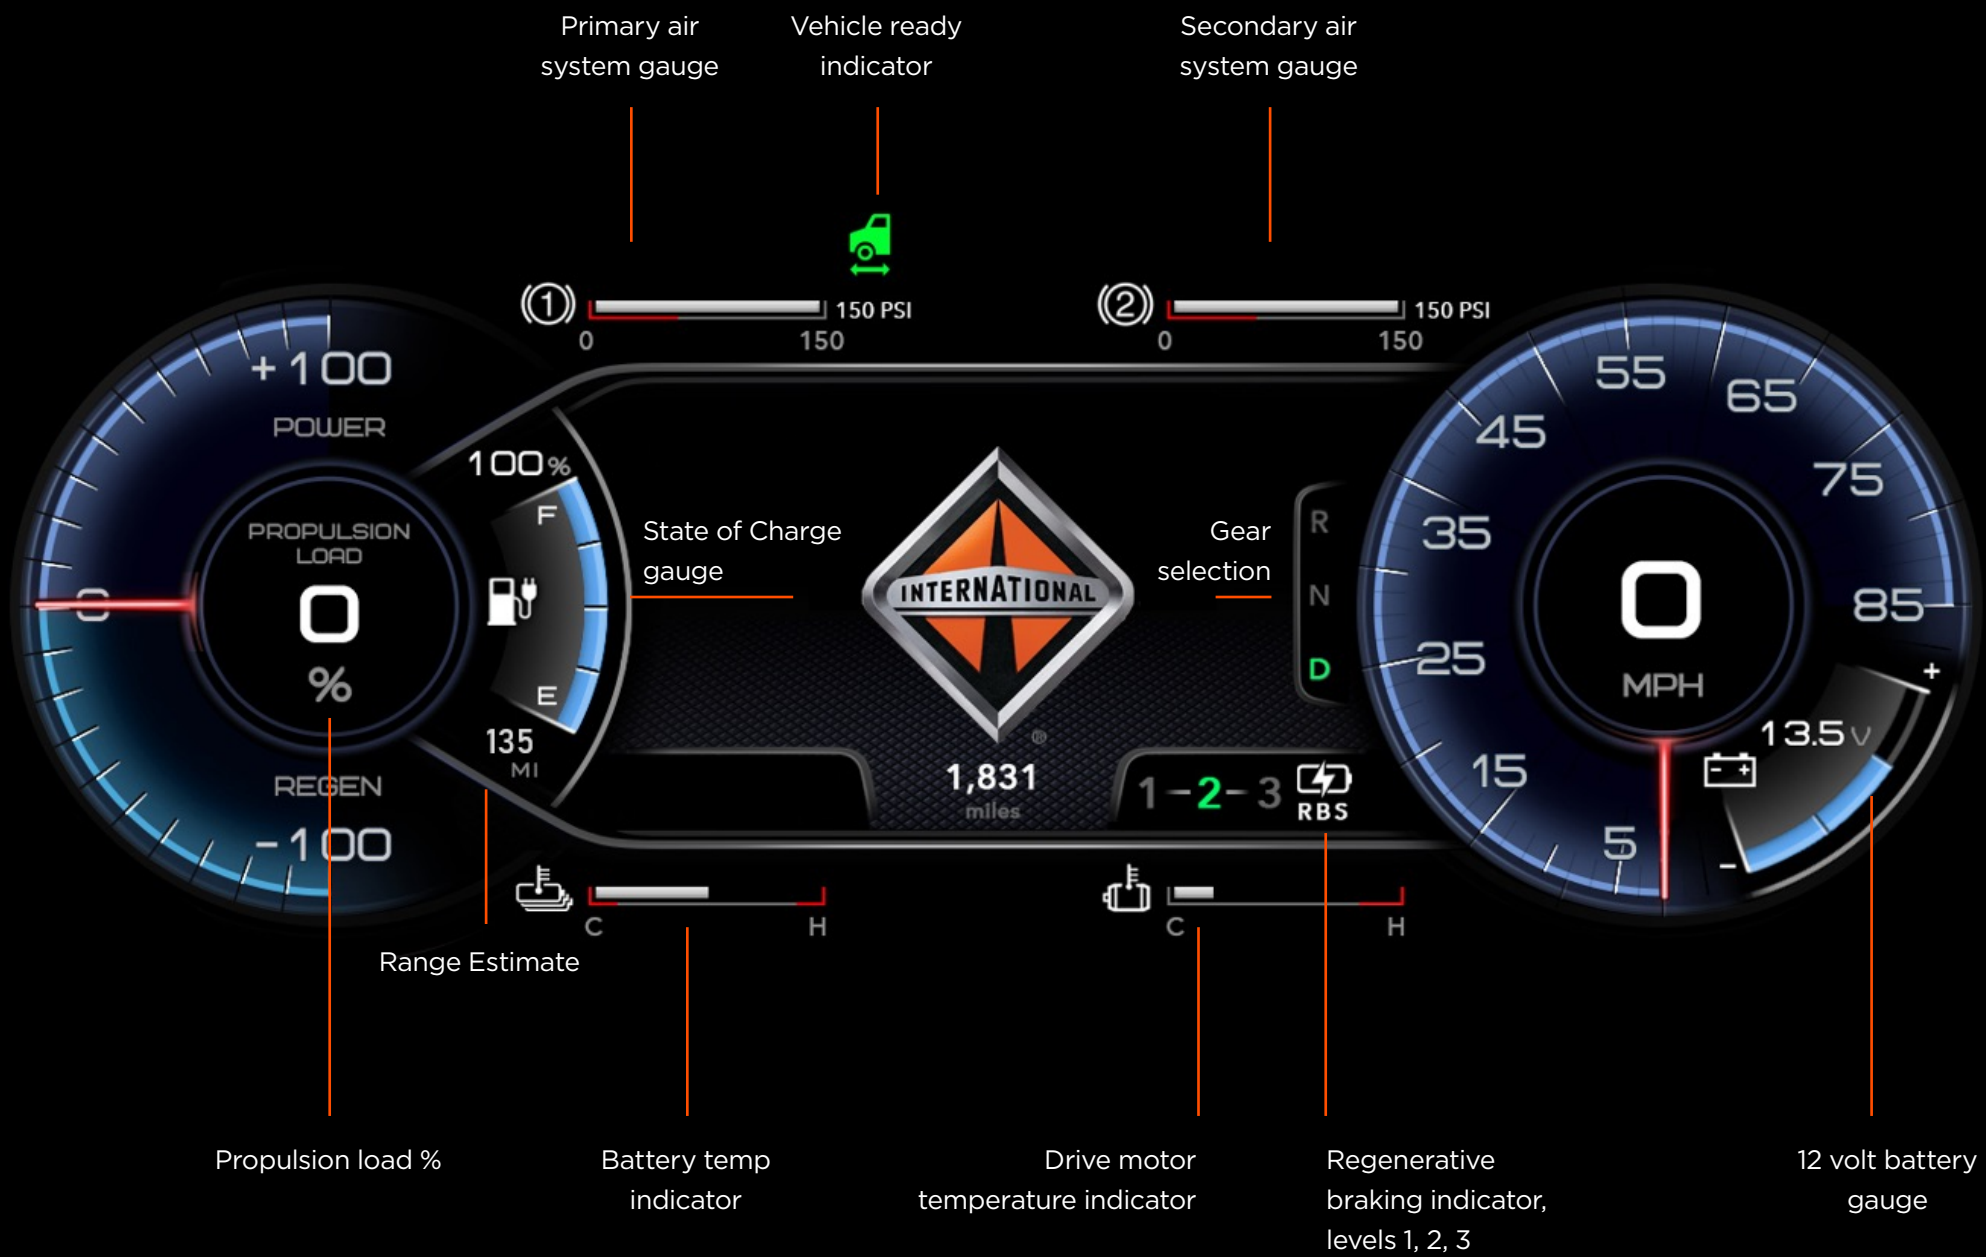 Primary air
system gauge
Vehicle ready
indicator
Secondary air
system gauge
1
150 PSI
0
150
2
150 PSI
0
150
+100
POWER
PROPULSION
LOAD
0
0
%
REGEN
-100
100%
F
E
135
MI
State of Charge
gauge
INTERNATIONAL
®
Gear
selection
R
N
D
1,831
miles
1-2-3
RBS
5
15
25
35
45
55
65
75
85
0
MPH
+
13.5 V
- +
-
C
H
C
H
Range Estimate
Propulsion load %
Battery temp
indicator
Drive motor
temperature indicator
Regenerative
braking indicator,
levels 1, 2, 3
12 volt battery
gauge